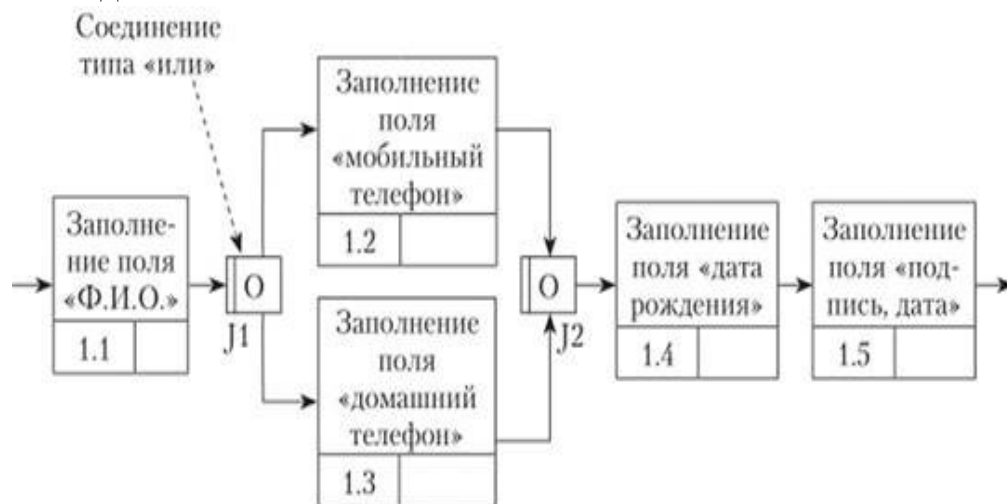 Соединение
типа «или»
Заполнение
поля
«мобильный
телефон»
1.2
Заполне-
ние поля
«Ф.И.О.»
1.1
О
J1
Заполнение
поля
«домашний
телефон»
1.3
О
J2
Заполнение
поля «дата
рождения»
1.4
Заполнение
поля «под-
пись, дата»
1.5